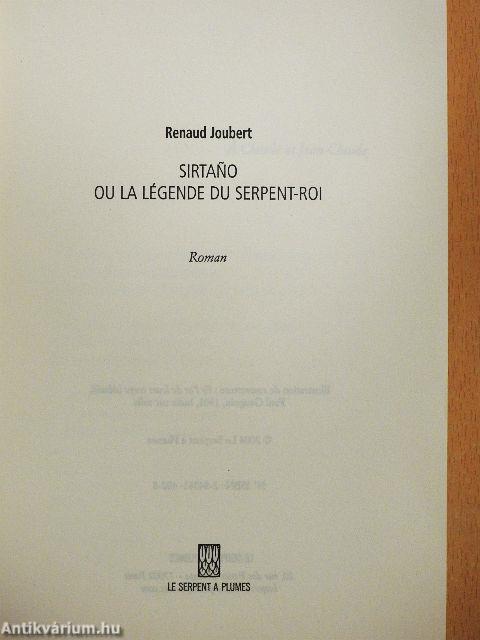 Renaud Joubert
SIRTAÑO
OU LA LÉGENDE DU SERPENT-ROI
Roman
LE SERPENT A PLUMES
Antikvárium.hu